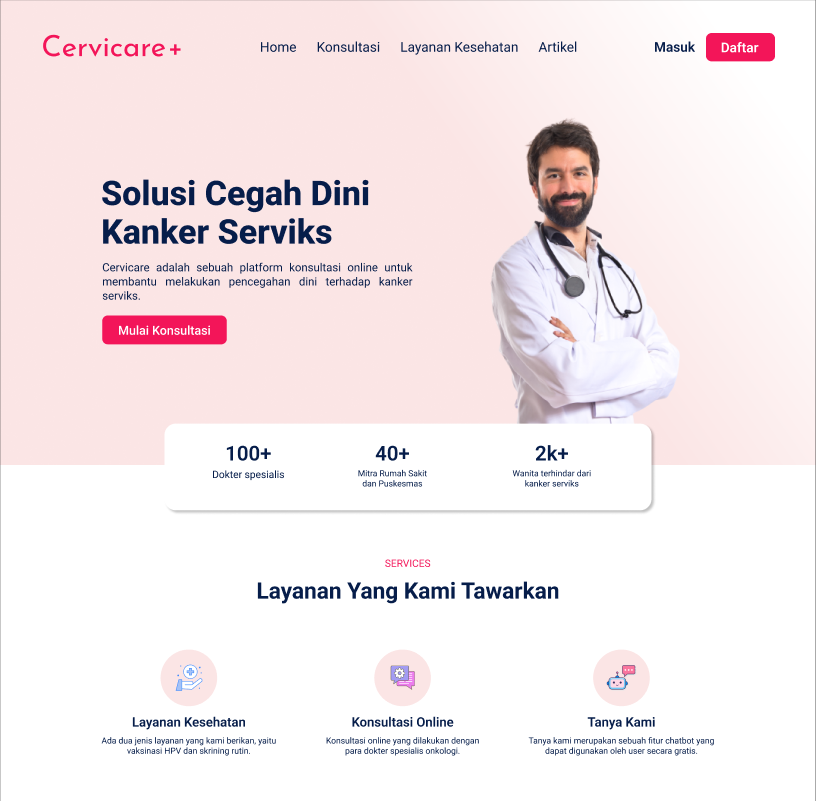 Cervicare+
Home Konsultasi Layanan Kesehatan Artikel
Masuk Daftar
Solusi Cegah Dini
Kanker Serviks
Cervicare adalah sebuah platform konsultasi online untuk
membantu melakukan pencegahan dini terhadap kanker
serviks.
Mulai Konsultasi
100+
Dokter spesialis
40+
Mitra Rumah Sakit
dan Puskesmas
2k+
Wanita terhindar dari
kanker serviks
SERVICES
Layanan Yang Kami Tawarkan
Layanan Kesehatan
Ada dua jenis layanan yang kami berikan, yaitu
vaksinasi HPV dan skrining rutin.
Konsultasi Online
Konsultasi online yang dilakukan dengan
para dokter spesialis onkologi.
Tanya Kami
Tanya kami merupakan sebuah fitur chatbot yang
dapat digunakan oleh user secara gratis.